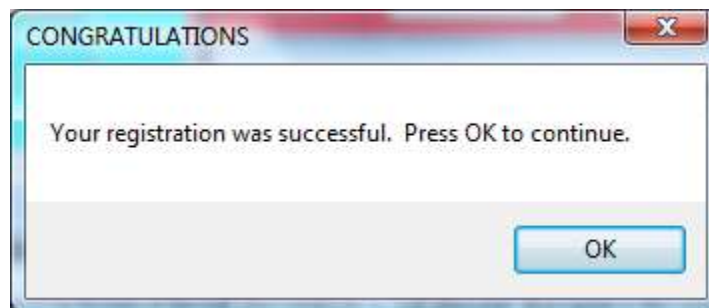 CONGRATULATIONS
Your registration was successful.  Press OK to continue.
OK